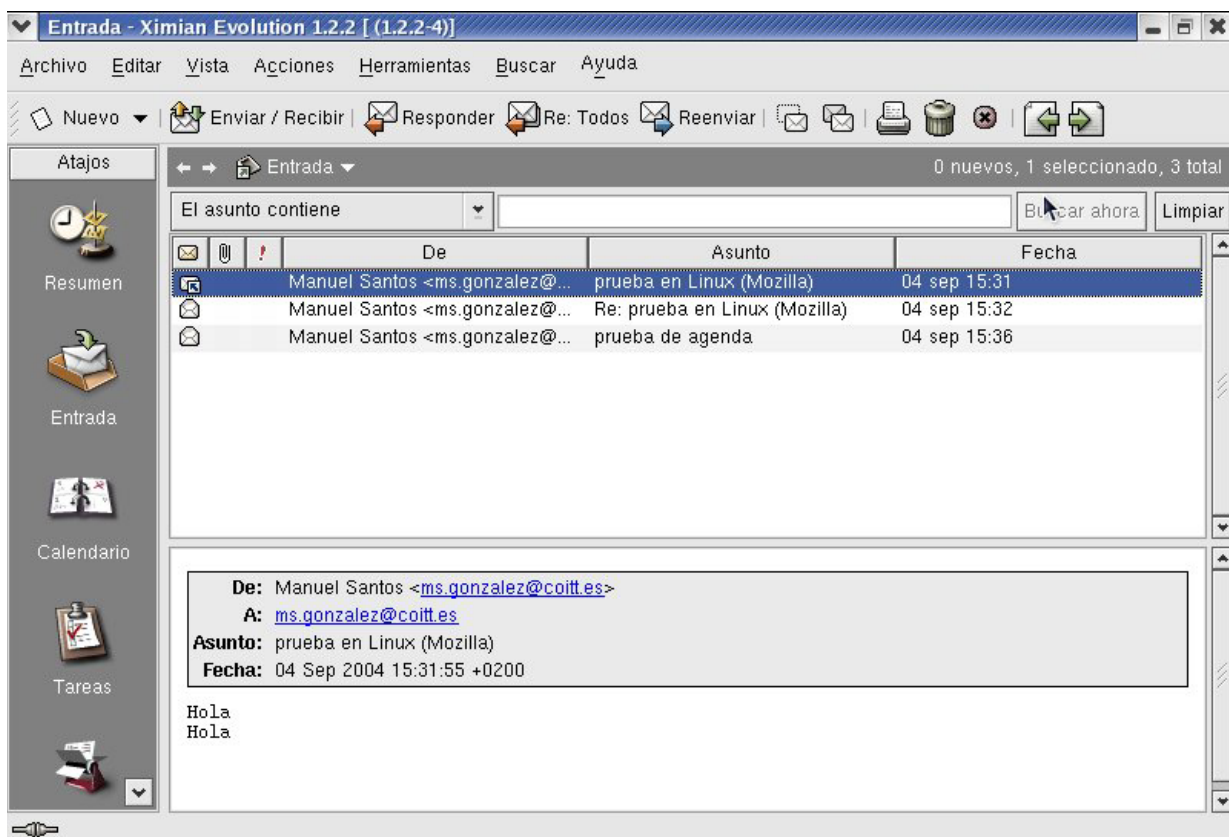 Entrada - Ximian Evolution 1.2.2 [ (1.2.2-4)]
Archivo Editar Vista Acciones Herramientas Buscar Ayuda
Nuevo Enviar / Recibir Responder Re: Todos Reenviar
Atajos
Entrada
0 nuevos, 1 seleccionado, 3 total
El asunto contiene
Buscar ahora
Limpiar
De Asunto Fecha
Manuel Santos <ms.gonzalez@... prueba en Linux (Mozilla) 04 sep 15:31
Manuel Santos <ms.gonzalez@... Re: prueba en Linux (Mozilla) 04 sep 15:32
Manuel Santos <ms.gonzalez@... prueba de agenda 04 sep 15:36
Resumen
Entrada
Calendario
Tareas
De: Manuel Santos <ms.gonzalez@coitt.es>
A: ms.gonzalez@coitt.es
Asunto: prueba en Linux (Mozilla)
Fecha: 04 Sep 2004 15:31:55 +0200
Hola
Hola